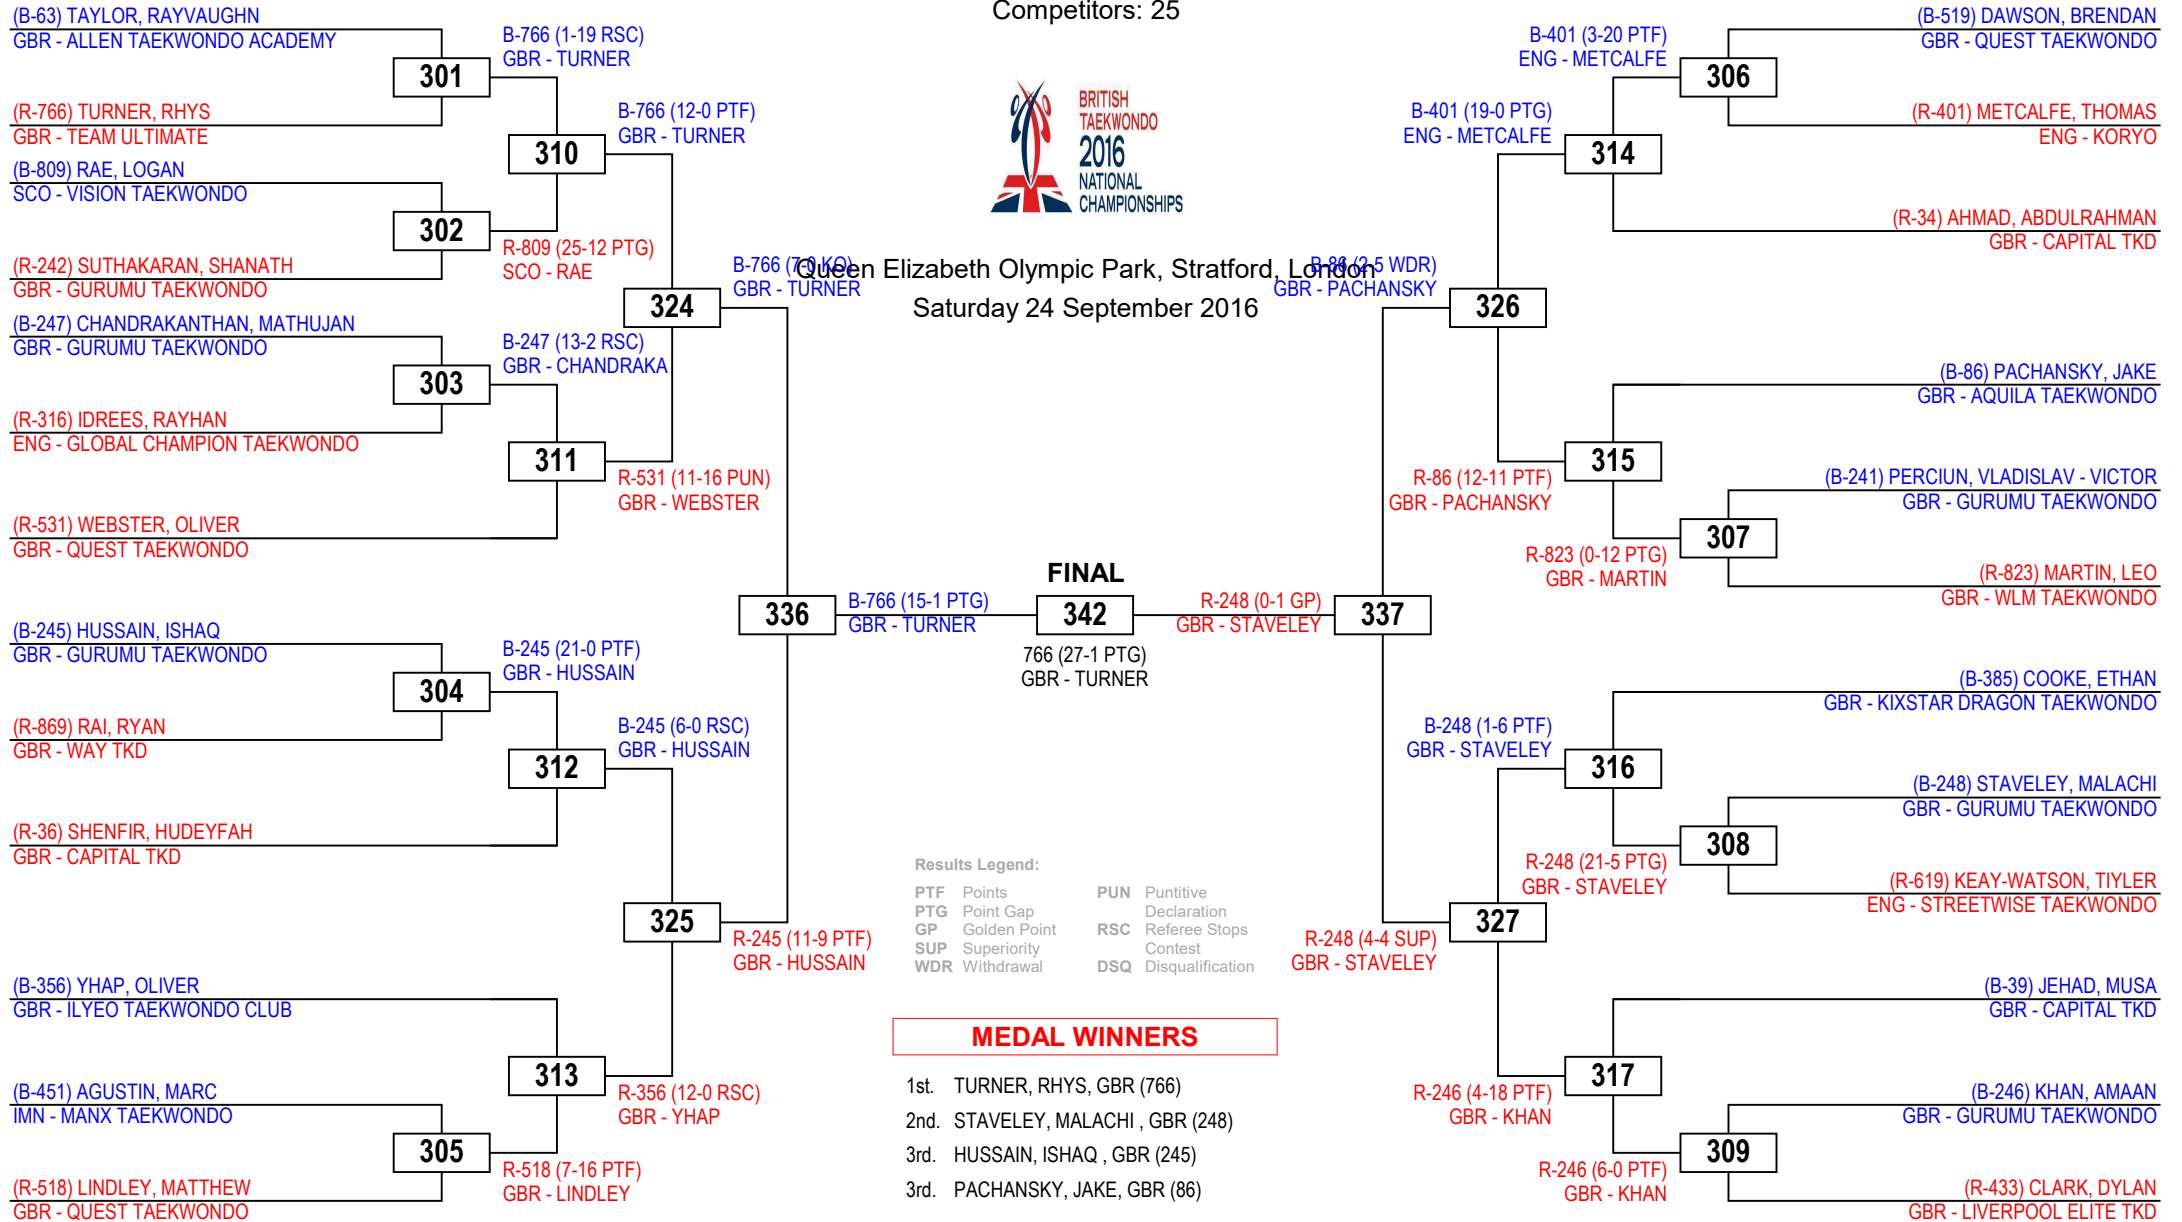 Competitors: 25
BRITISH
TAEKWONDO
2016
NATIONAL
CHAMPIONSHIPS
Queen Elizabeth Olympic Park, Stratford, London
Saturday 24 September 2016
(B-63) TAYLOR, RAYVAUGHN
GBR - ALLEN TAEKWONDO ACADEMY
301
(R-766) TURNER, RHYS
GBR - TEAM ULTIMATE
(B-809) RAE, LOGAN
SCO - VISION TAEKWONDO
302
(R-242) SUTHAKARAN, SHANATH
GBR - GURUMU TAEKWONDO
(B-247) CHANDRAKANTHAN, MATHUJAN
GBR - GURUMU TAEKWONDO
303
(R-316) IDREES, RAYHAN
ENG - GLOBAL CHAMPION TAEKWONDO
(R-531) WEBSTER, OLIVER
GBR - QUEST TAEKWONDO
(B-245) HUSSAIN, ISHAQ
GBR - GURUMU TAEKWONDO
304
(R-869) RAI, RYAN
GBR - WAY TKD
(R-36) SHENFIR, HUDEYFAH
GBR - CAPITAL TKD
(B-356) YHAP, OLIVER
GBR - ILYEO TAEKWONDO CLUB
(B-451) AGUSTIN, MARC
IMN - MANX TAEKWONDO
305
(R-518) LINDLEY, MATTHEW
GBR - QUEST TAEKWONDO
B-766 (1-19 RSC)
GBR - TURNER
310
R-809 (25-12 PTG)
SCO - RAE
B-247 (13-2 RSC)
GBR - CHANDRAKA
311
B-245 (21-0 PTF)
GBR - HUSSAIN
312
313
R-518 (7-16 PTF)
GBR - LINDLEY
B-766 (12-0 PTF)
GBR - TURNER
324
R-531 (11-16 PUN)
GBR - WEBSTER
B-245 (6-0 RSC)
GBR - HUSSAIN
325
R-356 (12-0 RSC)
GBR - YHAP
B-766 (7-0 KO)
GBR - TURNER
336
R-245 (11-9 PTF)
GBR - HUSSAIN
B-766 (15-1 PTG)
GBR - TURNER
FINAL
342
766 (27-1 PTG)
GBR - TURNER
R-248 (0-1 GP)
GBR - STAVELEY
337
B-86 (2-5 WDR)
GBR - PACHANSKY
326
R-248 (4-4 SUP)
GBR - STAVELEY
327
B-401 (19-0 PTG)
ENG - METCALFE
314
R-86 (12-11 PTF)
GBR - PACHANSKY
315
B-248 (1-6 PTF)
GBR - STAVELEY
316
R-246 (4-18 PTF)
GBR - KHAN
317
B-401 (3-20 PTF)
ENG - METCALFE
306
R-823 (0-12 PTG)
GBR - MARTIN
307
R-248 (21-5 PTG)
GBR - STAVELEY
308
R-246 (6-0 PTF)
GBR - KHAN
309
(B-519) DAWSON, BRENDAN
GBR - QUEST TAEKWONDO
(R-401) METCALFE, THOMAS
ENG - KORYO
(R-34) AHMAD, ABDULRAHMAN
GBR - CAPITAL TKD
(B-86) PACHANSKY, JAKE
GBR - AQUILA TAEKWONDO
(B-241) PERCIUN, VLADISLAV - VICTOR
GBR - GURUMU TAEKWONDO
(R-823) MARTIN, LEO
GBR - WLM TAEKWONDO
(B-385) COOKE, ETHAN
GBR - KIXSTAR DRAGON TAEKWONDO
(B-248) STAVELEY, MALACHI
GBR - GURUMU TAEKWONDO
(R-619) KEAY-WATSON, TIYLER
ENG - STREETWISE TAEKWONDO
(B-39) JEHAD, MUSA
GBR - CAPITAL TKD
(B-246) KHAN, AMAAN
GBR - GURUMU TAEKWONDO
(R-433) CLARK, DYLAN
GBR - LIVERPOOL ELITE TKD
Results Legend:
PTF Points
PTG Point Gap
GP Golden Point
SUP Superiority
WDR Withdrawal
PUN Puntitive
Declaration
RSC Referee Stops
Contest
DSQ Disqualification
MEDAL WINNERS
1st. TURNER, RHYS, GBR (766)
2nd. STAVELEY, MALACHI , GBR (248)
3rd. HUSSAIN, ISHAQ , GBR (245)
3rd. PACHANSKY, JAKE, GBR (86)